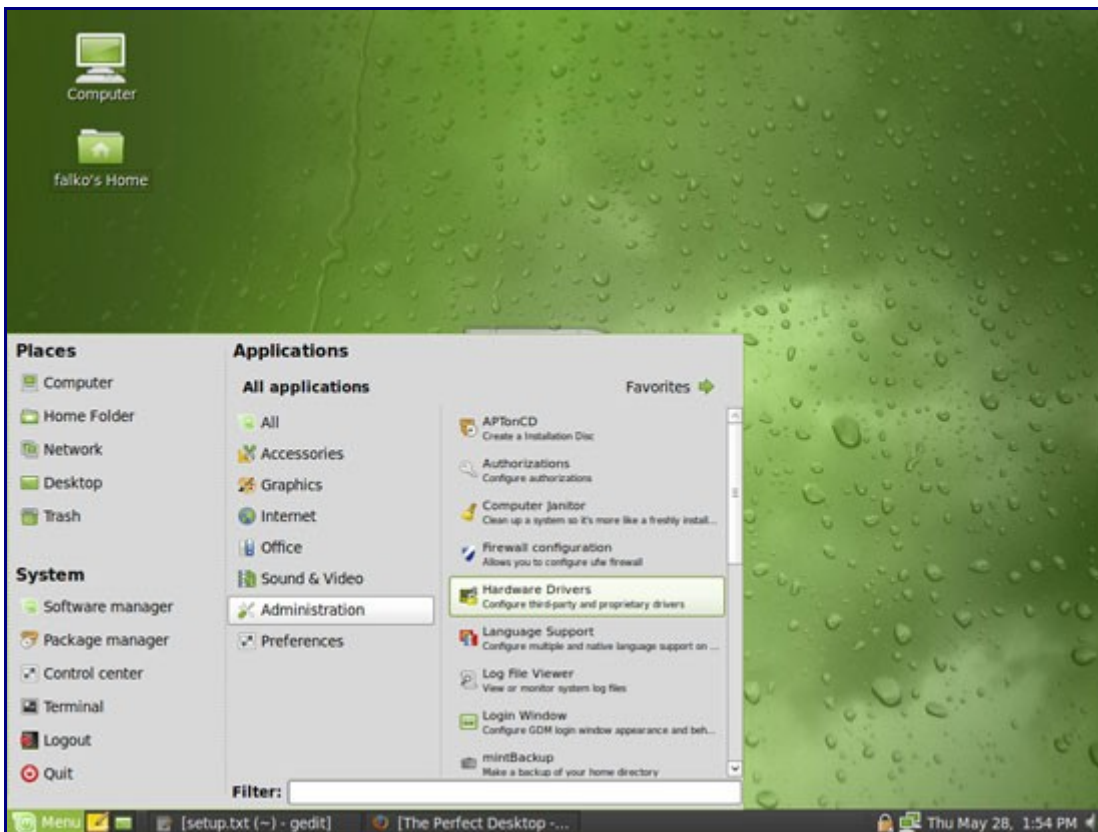 Computer
falko's Home
Places
Computer
Home Folder
Network
Desktop
Trash
System
Software manager
Package manager
Control center
Terminal
Logout
Quit
Applications
All applications
Favorites
All
Accessories
Graphics
Internet
Office
Sound & Video
Administration
Preferences
APTonCD
Create a Installation Disc
Authorizations
Configure authorizations
Computer Janitor
Clean up a system so it's more like a freshly install...
Firewall configuration
Allows you to configure ufw firewall
Hardware Drivers
Configure third-party and proprietary drivers
Language Support
Configure multiple and native language support on ...
Log File Viewer
View or monitor system log files
Login Window
Configure GDM login window appearance and beh...
mintBackup
Make a backup of your home directory
Filter:
Menu
[setup.txt (~) - gedit]
[The Perfect Desktop -...
Thu May 28, 1:54 PM